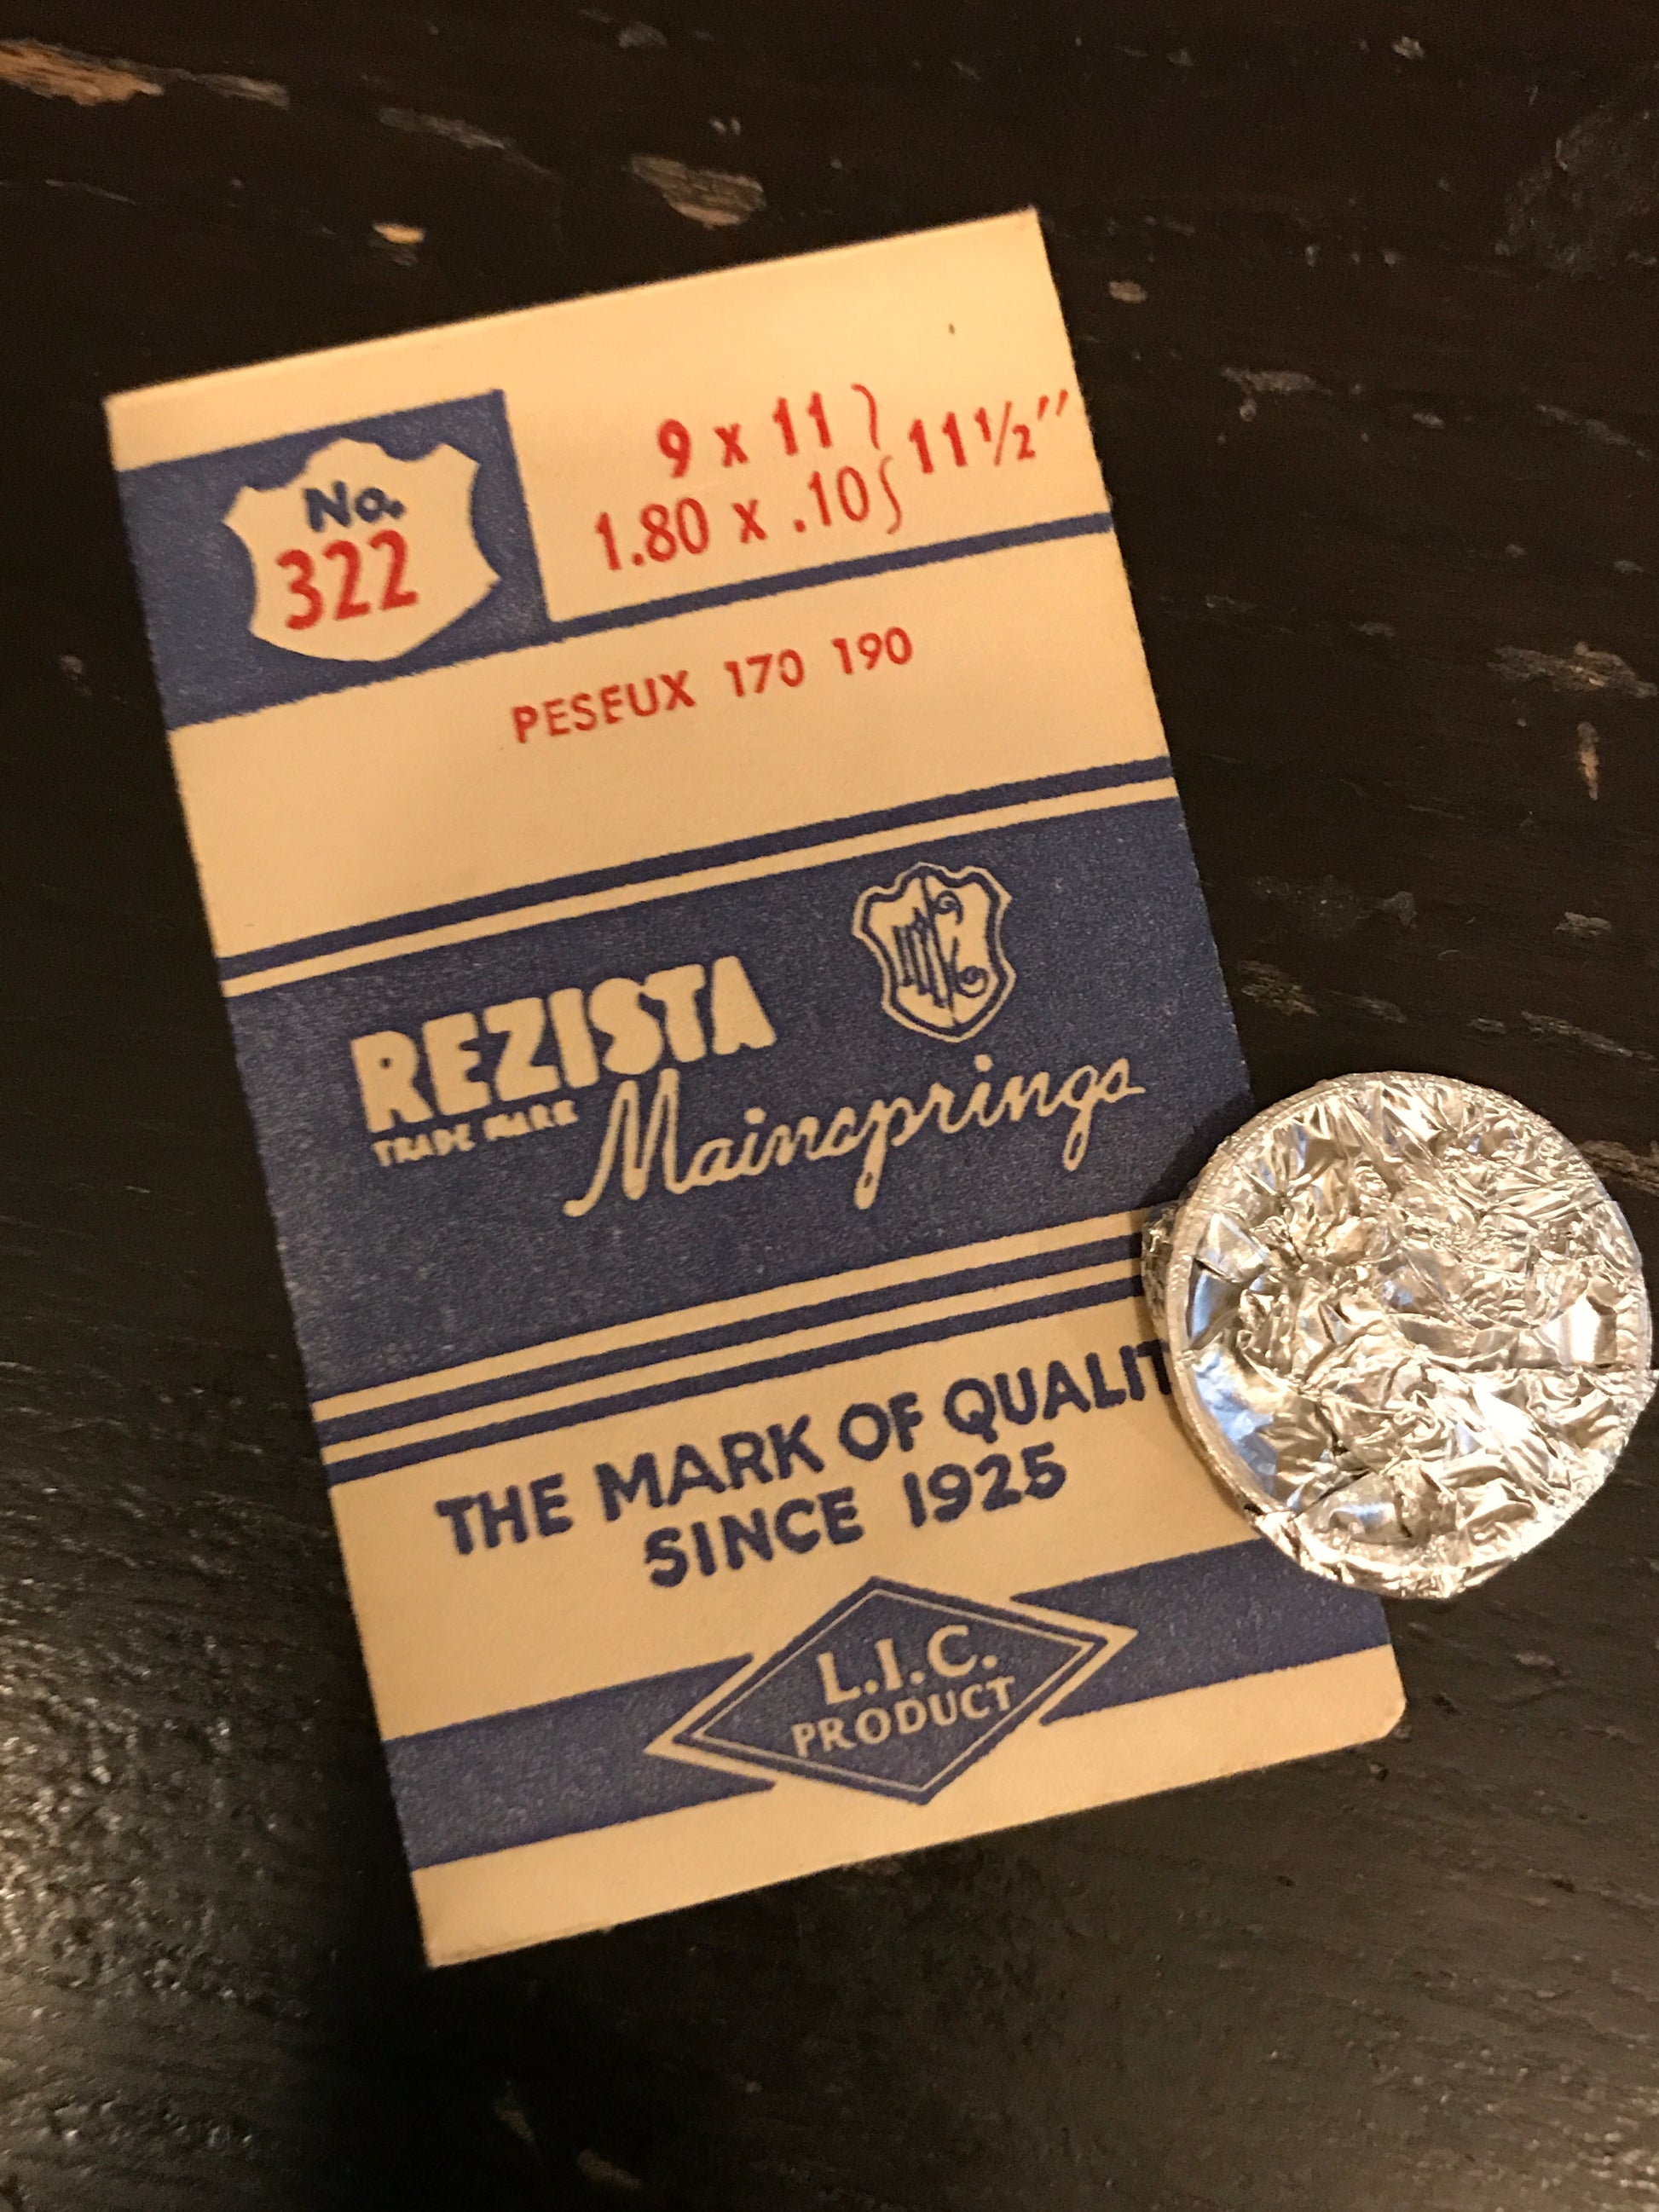 No.
322
9 x 11 } 11½"
1.80 x .10
PESEUX 170 190
REZISTA
TRADE MARK
Mainsprings
THE MARK OF QUALIT
SINCE 1925
L.I.C.
PRODUCT